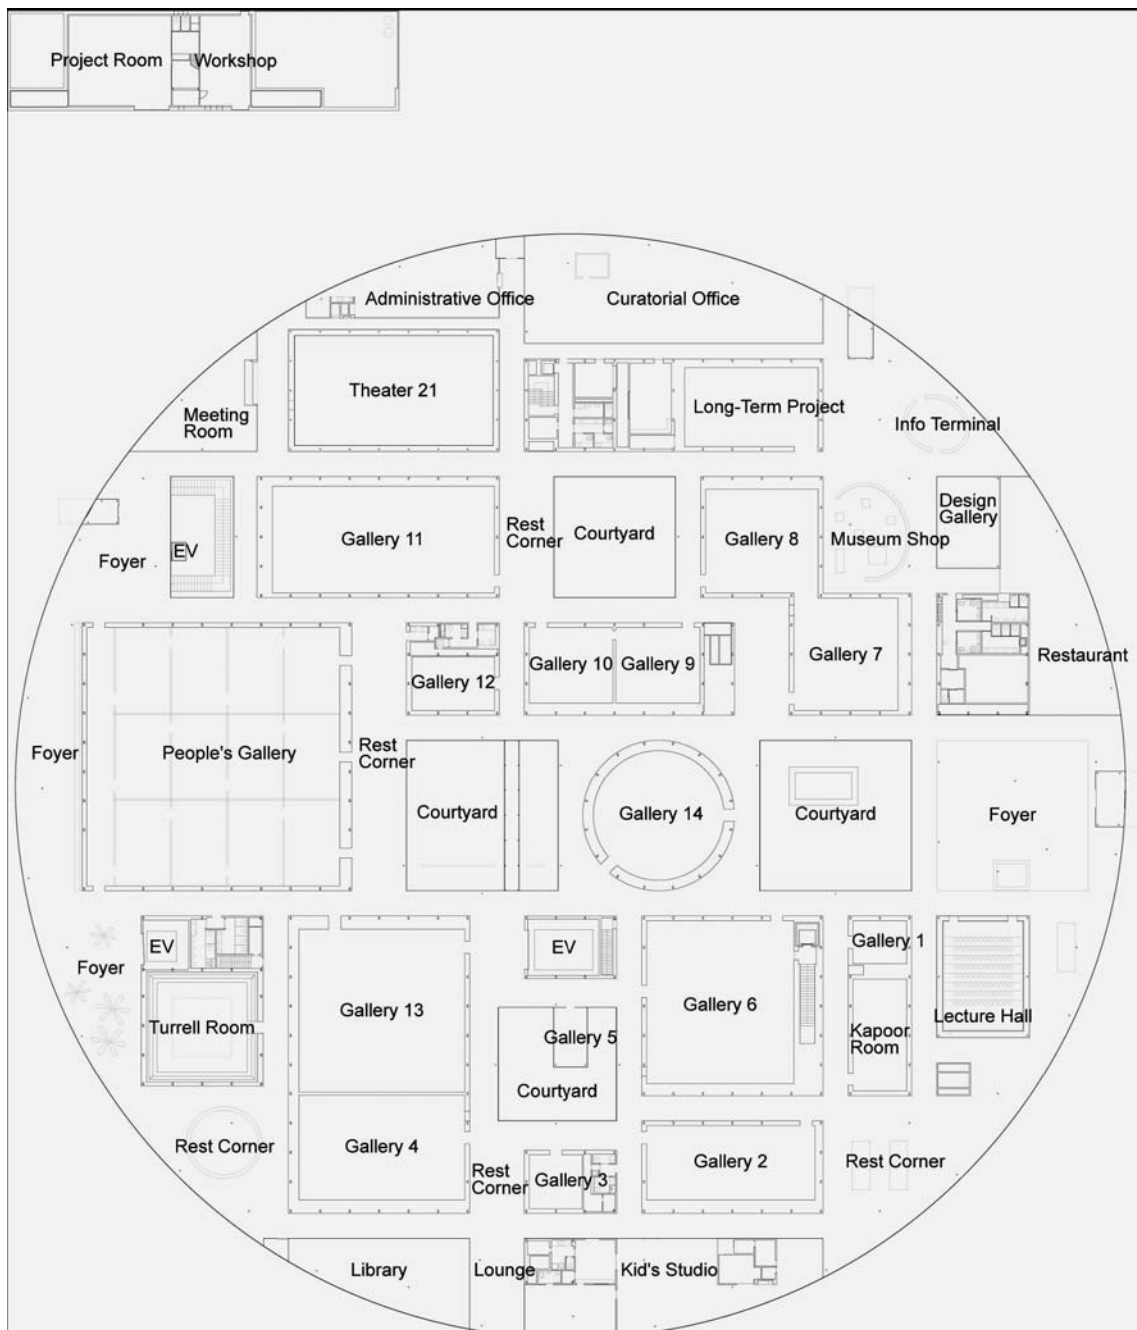 Project Room
Workshop
Administrative Office
Curatorial Office
Theater 21
Meeting
Room
Long-Term Project
Info Terminal
Foyer
EV
Gallery 11
Rest
Corner
Courtyard
Gallery 8
Museum Shop
Design
Gallery
Gallery 12
Gallery 10
Gallery 9
Gallery 7
Restaurant
Foyer
People's Gallery
Rest
Corner
Courtyard
Gallery 14
Courtyard
Foyer
Foyer
EV
Turrell Room
Gallery 13
EV
Gallery 5
Courtyard
Gallery 6
Gallery 1
Kapoor
Room
Lecture Hall
Rest Corner
Gallery 4
Rest
Corner
Gallery 3
Gallery 2
Rest Corner
Library
Lounge
Kid's Studio